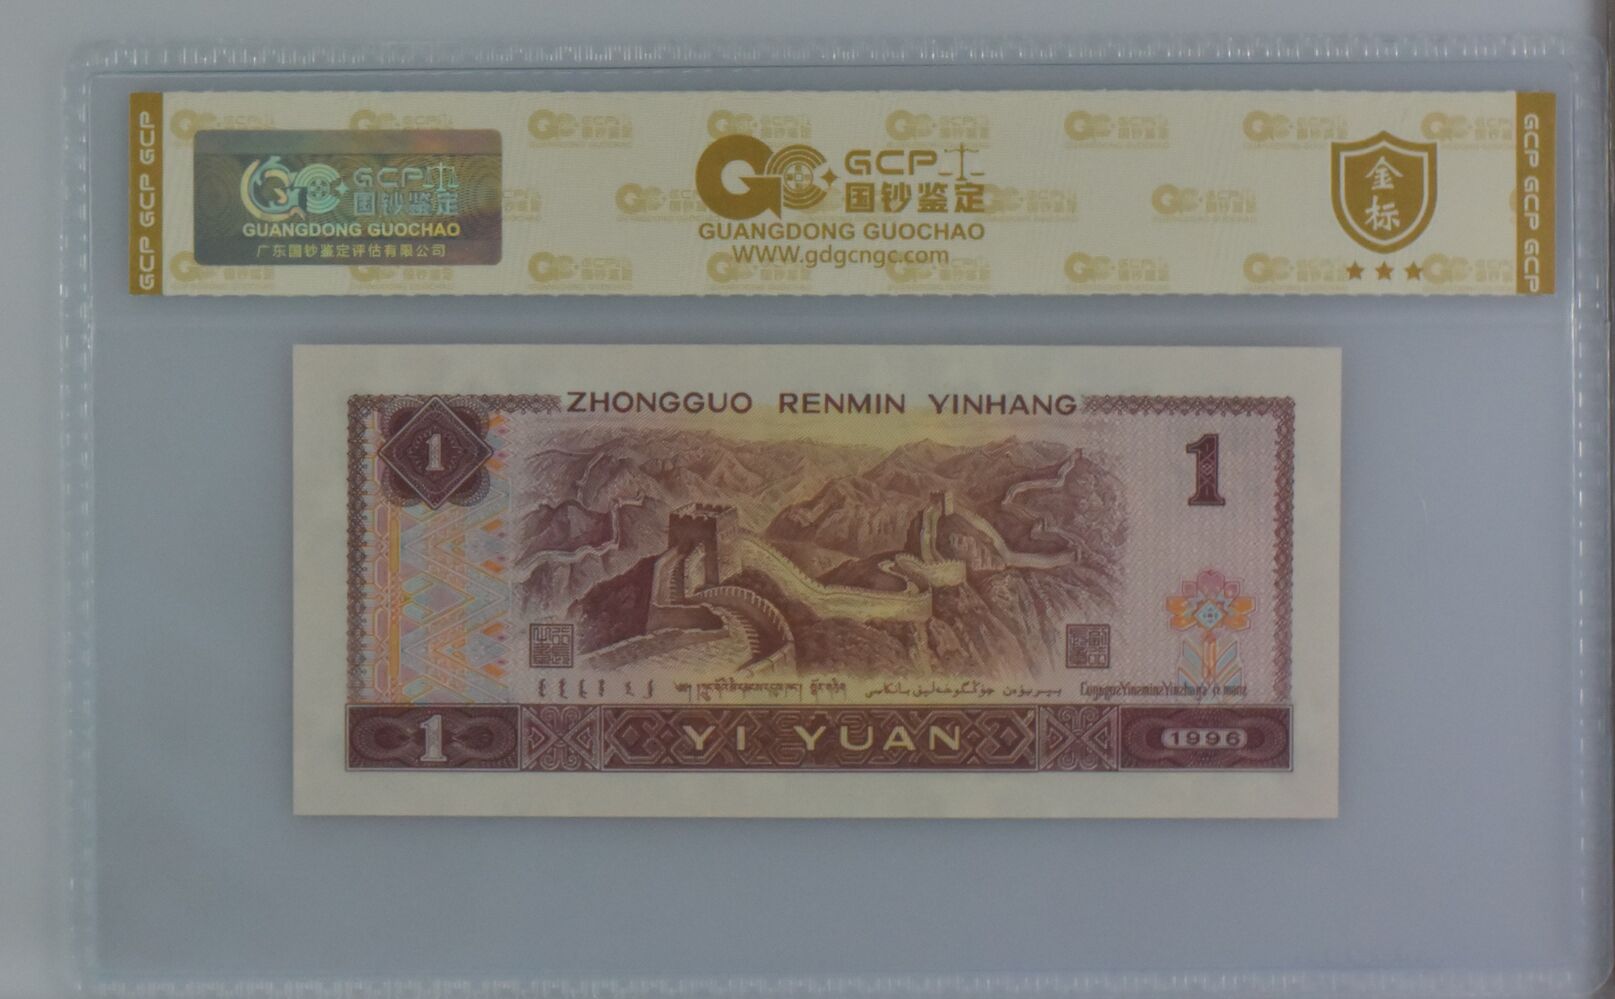 GCP GCP GCP
GCP 国钞鉴定
GUANGDONG GUOCHAO
广东国钞鉴定评估有限公司
GCP
国钞鉴定
GUANGDONG GUOCHAO
WWW.gdgcngc.com
金标
GCP GCP GCP
ZHONGGUO RENMIN YINHANG
1
1
1 YI YUAN 1996